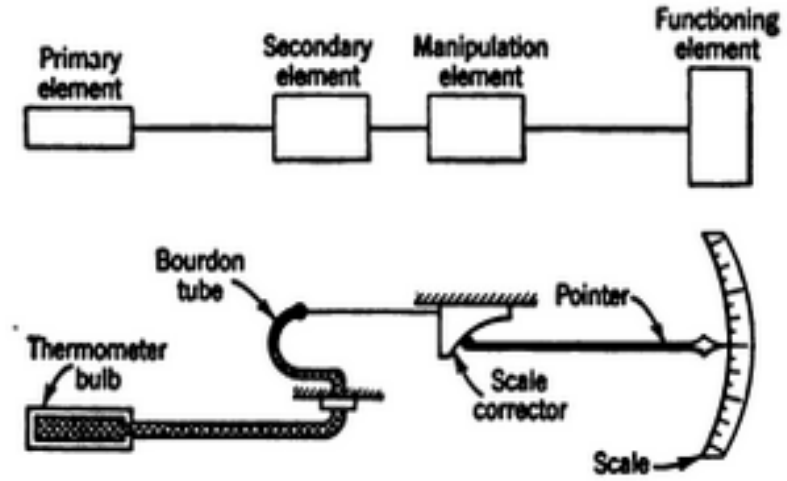 Primary
element
Secondary
element
Manipulation
element
Functioning
element
Bourdon
tube
Pointer
Thermometer
bulb
Scale
corrector
Scale